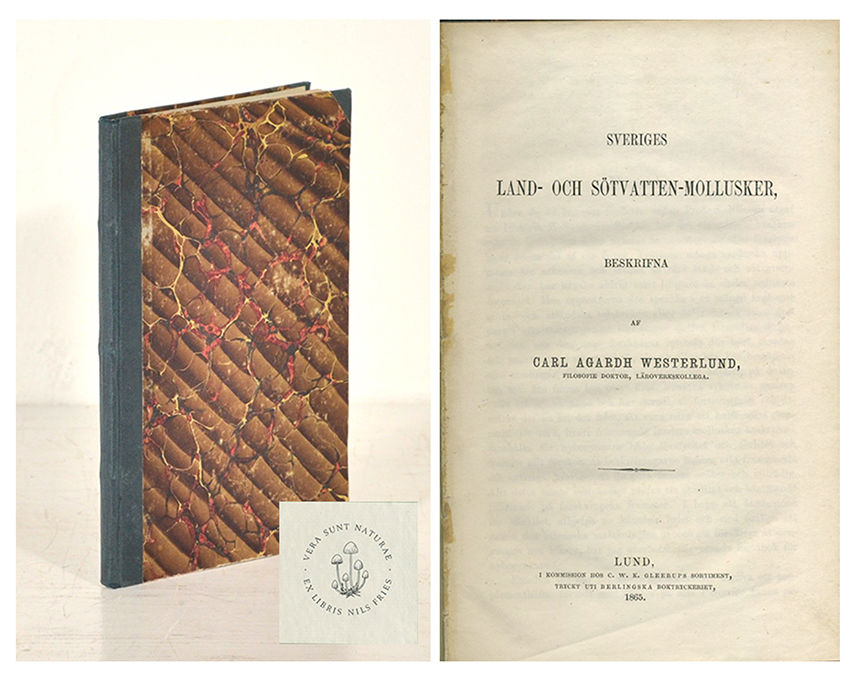 VERA SUNT NATURAE
EX LIBRIS NILS FRIES
SVERIGES
LAND- OCH SÖTVATTEN-MOLLUSKER,
BESKRIFNA
AF
CARL AGARDH WESTERLUND,
FILOSOFIE DOKTOR, LÄROVERKSKOLLEGA.
LUND,
I KOMMISSION HOS C. W. K. GLEERUPS SORTIMENT,
TRYCKT UTI BERLINGSKA BOKTRYCKERIET,
1865.